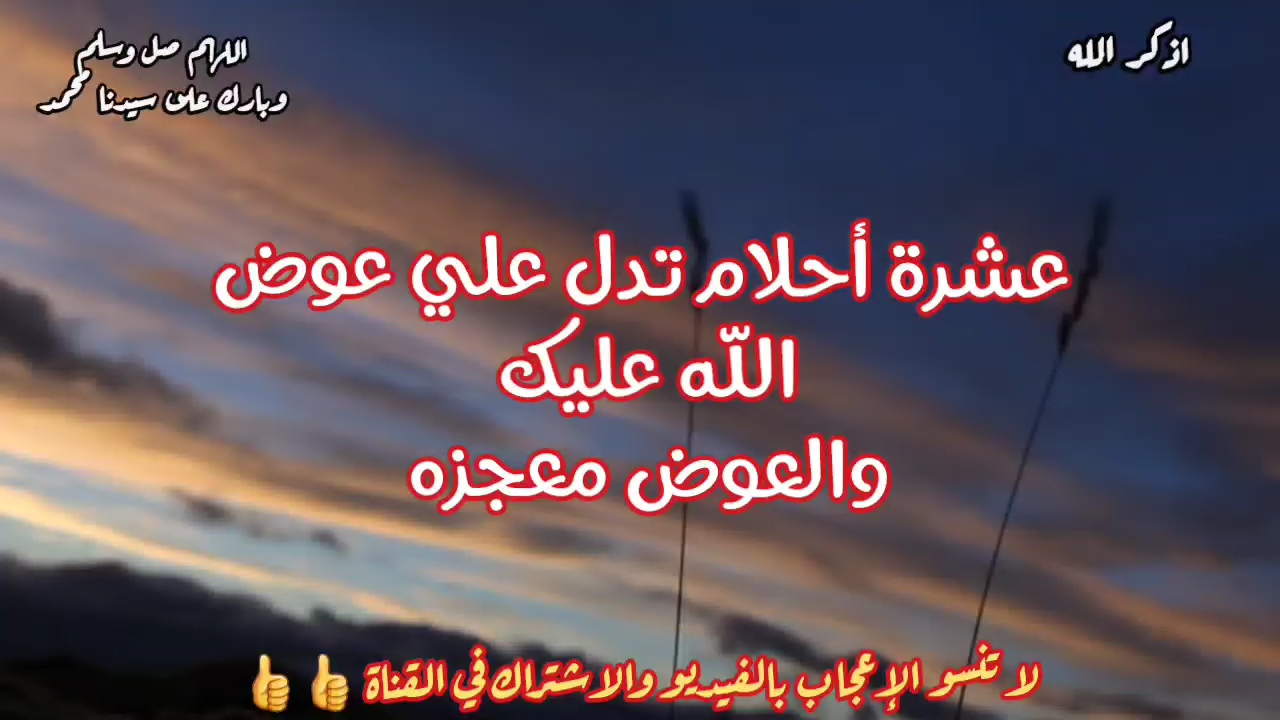 اذكر الله
اللهم صل وسلم
وبارك على سيدنا محمد
عشرة أحلام تدل علي عوض
اللّه عليك
والعوض معجزه
لا تنسو الإعجاب بالفيديو والاشتراك في القناة 👍👍